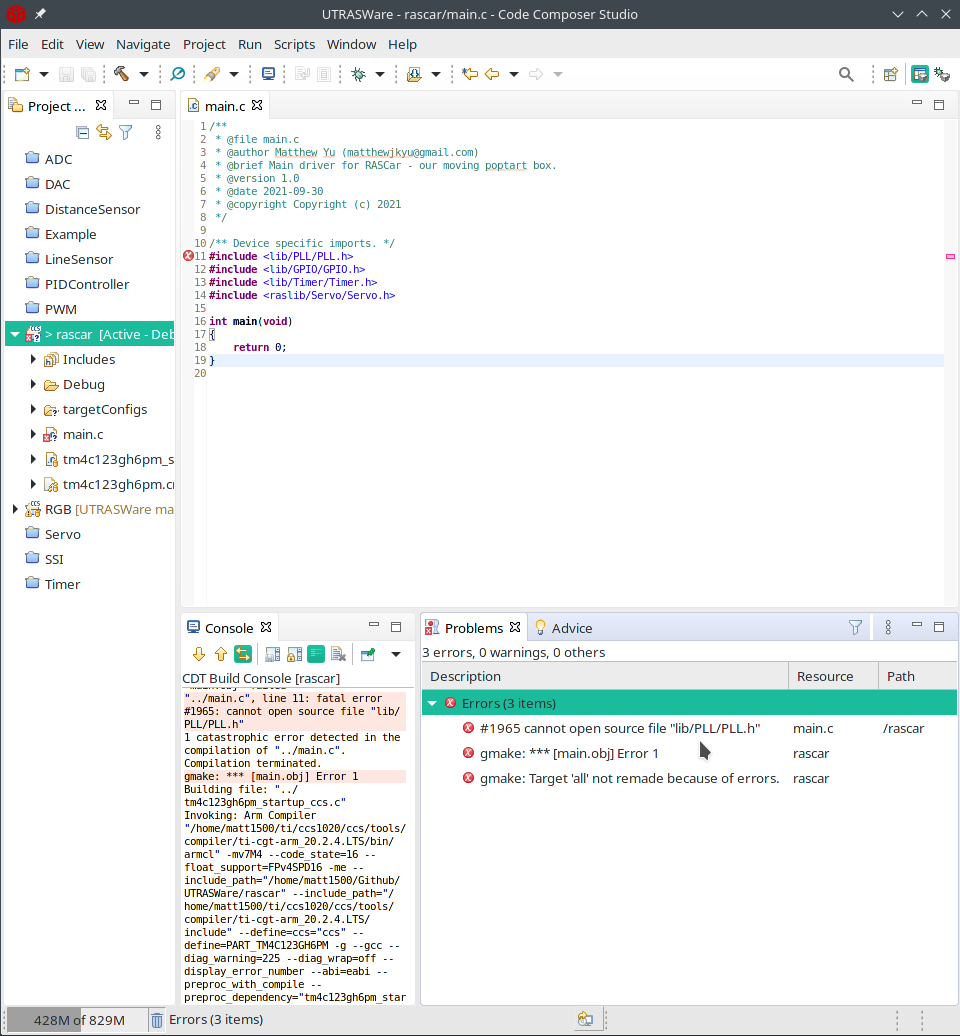 UTRASWare - rascar/main.c - Code Composer Studio
File Edit View Navigate Project Run Scripts Window Help
Project ...
ADC
DAC
DistanceSensor
Example
LineSensor
PIDController
PWM
> rascar [Active - Deb
Includes
Debug
targetConfigs
main.c
tm4c123gh6pm_s
tm4c123gh6pm.cr
RGB [UTRASWare ma
Servo
SSI
Timer
main.c
1 /**
2 * @file main.c
3 * @author Matthew Yu (matthewjkyu@gmail.com)
4 * @brief Main driver for RASCar - our moving poptart box.
5 * @version 1.0
6 * @date 2021-09-30
7 * @copyright Copyright (c) 2021
8 */
9
10 /** Device specific imports. */
11 #include <lib/PLL/PLL.h>
12 #include <lib/GPIO/GPIO.h>
13 #include <lib/Timer/Timer.h>
14 #include <raslib/Servo/Servo.h>
15
16 int main(void)
17 {
18 return 0;
19 }
20
Console
CDT Build Console [rascar]
"../main.c", line 11: fatal error
#1965: cannot open source file "lib/
PLL/PLL.h"
1 catastrophic error detected in the
compilation of "../main.c".
Compilation terminated.
gmake: *** [main.obj] Error 1
Building file: "../
tm4c123gh6pm_startup_ccs.c"
Invoking: Arm Compiler
"/home/matt1500/ti/ccs1020/ccs/tools/
compiler/ti-cgt-arm_20.2.4.LTS/bin/
armcl" -mv7M4 --code_state=16 --
float_support=FPv4SPD16 -me --
include_path="/home/matt1500/Github/
UTRASWare/rascar" --include_path="/
home/matt1500/ti/ccs1020/ccs/tools/
compiler/ti-cgt-arm_20.2.4.LTS/
include" --define=ccs="ccs" --
define=PART_TM4C123GH6PM -g --gcc --
diag_warning=225 --diag_wrap=off --
display_error_number --abi=eabi --
preproc_with_compile --
preproc_dependency="tm4c123gh6pm_star
Problems Advice
3 errors, 0 warnings, 0 others
Description Resource Path
Errors (3 items)
#1965 cannot open source file "lib/PLL/PLL.h" main.c /rascar
gmake: *** [main.obj] Error 1 rascar
gmake: Target 'all' not remade because of errors. rascar
428M of 829M
Errors (3 items)